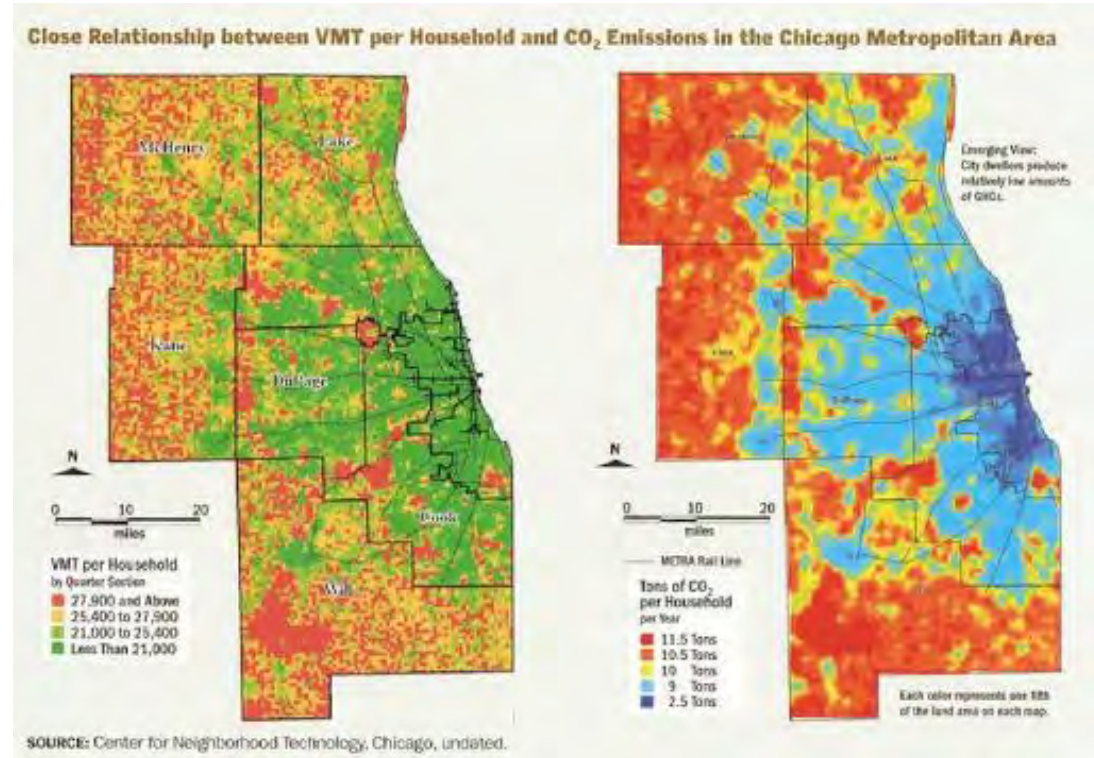 Close Relationship between VMT per Household and CO₂ Emissions in the Chicago Metropolitan Area
McHenry
Lake
Kane
DuPage
Cook
Will
N
0 10 20
miles
VMT per Household
by Quarter Section
27,900 and Above
25,400 to 27,900
21,000 to 25,400
Less Than 21,000
Emerging View:
City dwellers produce
relatively low amounts
of GHGs.
N
0 10 20
miles
METRA Rail Line
Tons of CO₂
per Household
per Year
11.5 Tons
10.5 Tons
10 Tons
9 Tons
2.5 Tons
Each color represents one fifth
of the land area on each map.
SOURCE: Center for Neighborhood Technology, Chicago, undated.